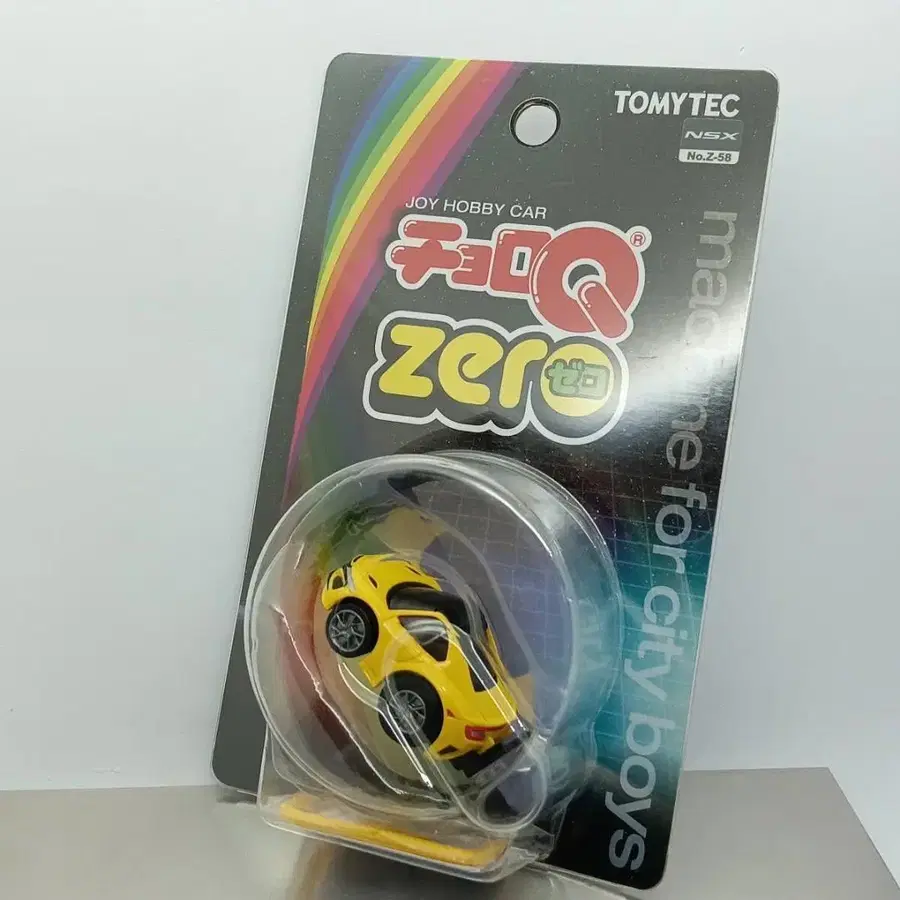 TOMYTEC
NSX
No.Z-58
JOY HOBBY CAR
チョロQ®
zero
ゼロ
machine for city boys